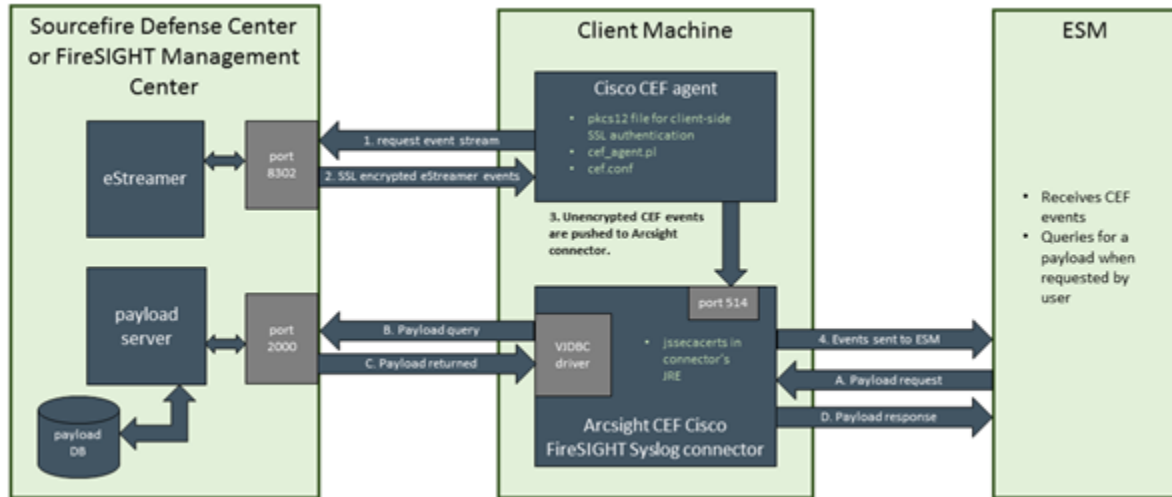 Sourcefire Defense Center
or FireSIGHT Management
Center
eStreamer
port
8302
payload
server
port
2000
payload
DB
1. request event stream
2. SSL encrypted eStreamer events
B. Payload query
C. Payload returned
Client Machine
Cisco CEF agent
• pkcs12 file for client-side
SSL authentication
• cef_agent.pl
• cef.conf
3. Unencrypted CEF events
are pushed to Arcsight
connector.
port 514
VJDBC
driver
• jssecacerts in
connector's
JRE
Arcsight CEF Cisco
FireSIGHT Syslog connector
4. Events sent to ESM
A. Payload request
D. Payload response
ESM
• Receives CEF
events
• Queries for a
payload when
requested by
user